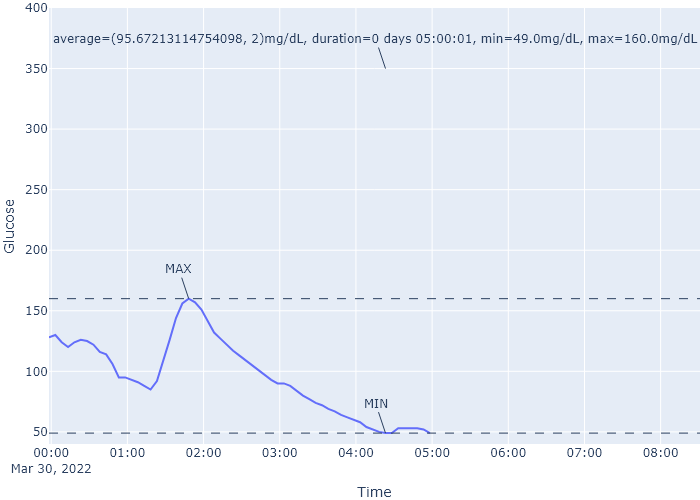 400
average=(95.67213114754098, 2)mg/dL, duration=0 days 05:00:01, min=49.0mg/dL, max=160.0mg/dL
350
300
250
200
Glucose
MAX
150
100
MIN
50
00:00 01:00 02:00 03:00 04:00 05:00 06:00 07:00 08:00
Mar 30, 2022
Time